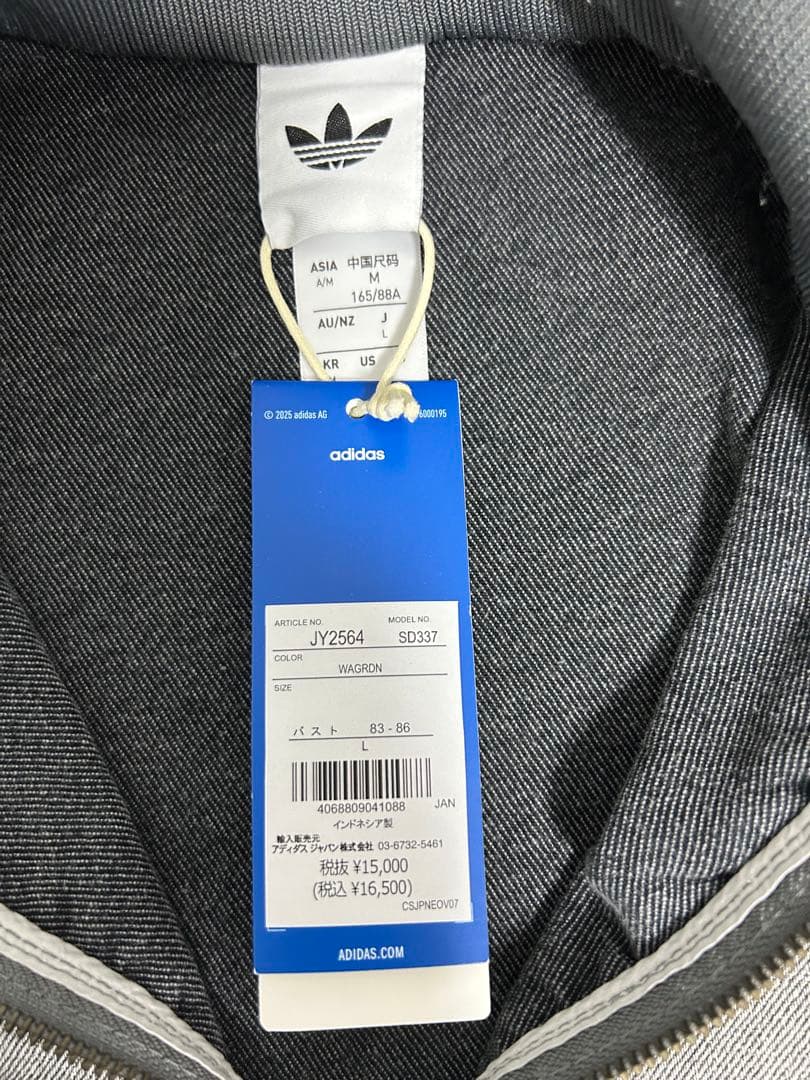 ASIA 中国尺码
A/M M
165/88A
AU/NZ J
L
KR US
© 2025 adidas AG 6000195
adidas
ARTICLE NO. MODEL NO.
JY2564 SD337
COLOR
WAGRDN
SIZE
バスト 83 - 86
L
4068809041088 JAN
インドネシア製
輸入販売元
アディダス ジャパン株式会社 03-6732-5461
税抜 ¥15,000
(税込 ¥16,500)
CSJPNEOV07
ADIDAS.COM